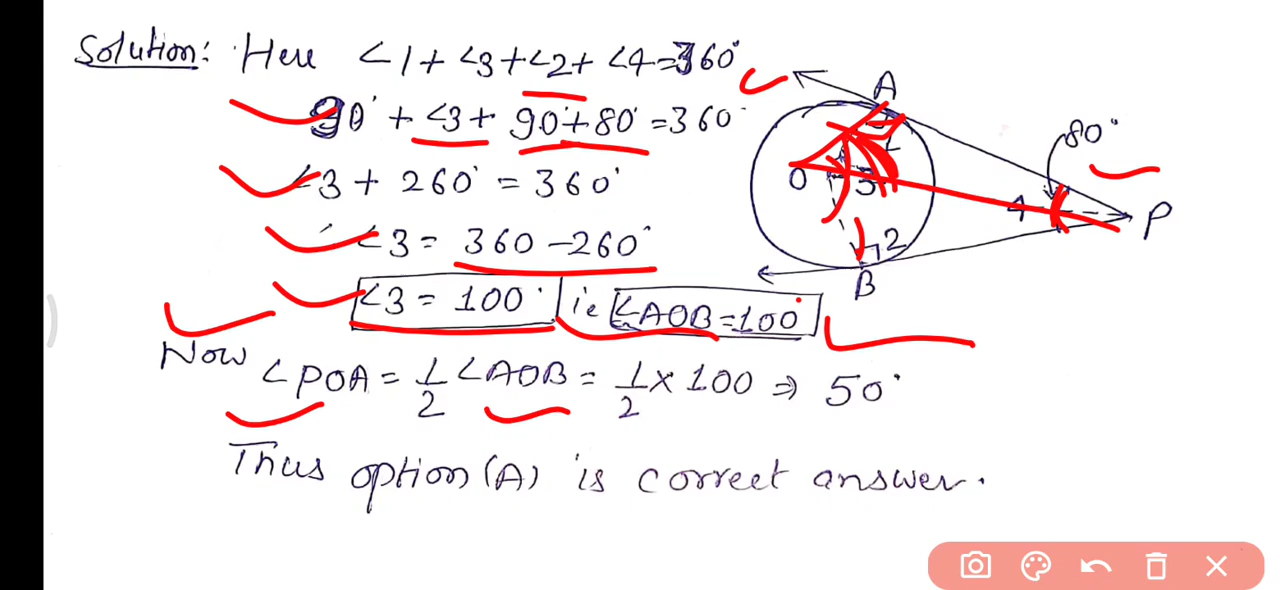 Solution: Here ∠1 + ∠3 + ∠2 + ∠4 = 360°
90° + ∠3 + 90° + 80° = 360°
∠3 + 260° = 360°
∠3 = 360 - 260°
∠3 = 100° ie ∠AOB = 100°
Now ∠POA = 1/2 ∠AOB = 1/2 × 100 ⇒ 50°
Thus option (A) is correct answer.
A
80°
1
O
3
4
P
2
B